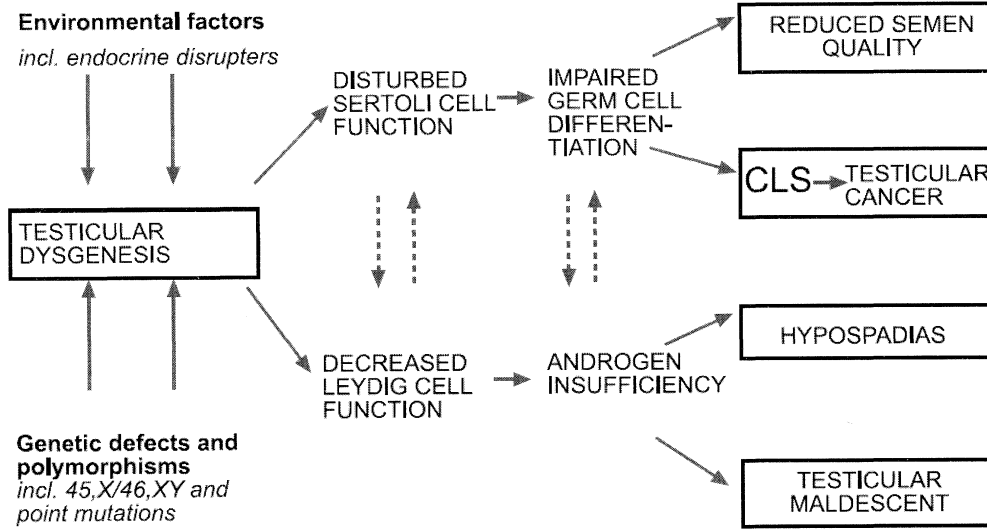 Environmental factors
incl. endocrine disrupters
TESTICULAR
DYSGENESIS
Genetic defects and
polymorphisms
incl. 45,X/46,XY and
point mutations
DISTURBED
SERTOLI CELL
FUNCTION
DECREASED
LEYDIG CELL
FUNCTION
IMPAIRED
GERM CELL
DIFFEREN-
TIATION
ANDROGEN
INSUFFICIENCY
REDUCED SEMEN
QUALITY
CLS TESTICULAR
CANCER
HYPOSPADIAS
TESTICULAR
MALDESCENT